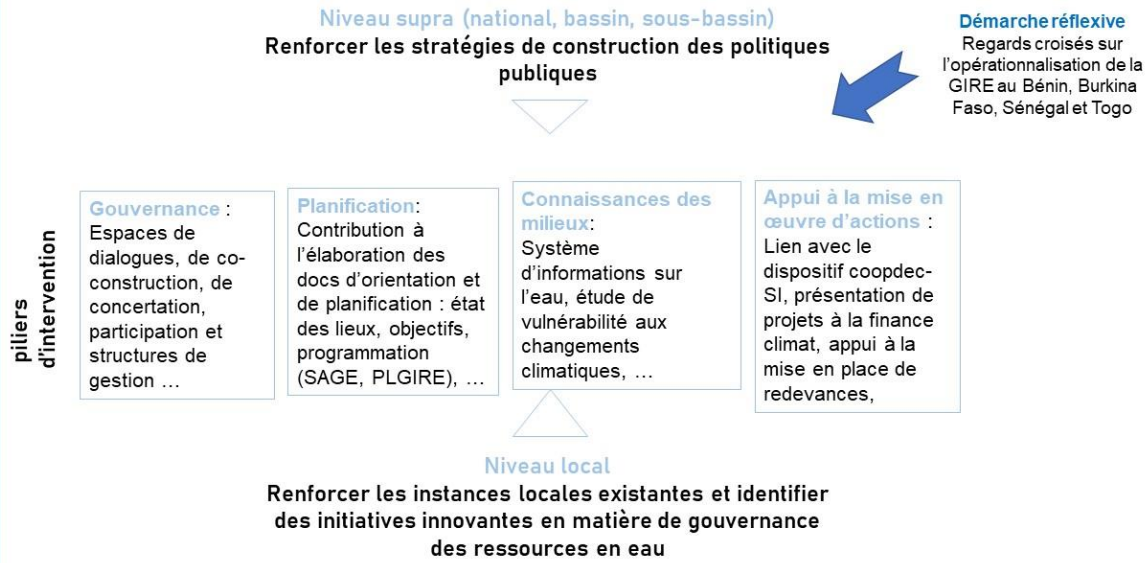 Niveau supra (national, bassin, sous-bassin)
Renforcer les stratégies de construction des politiques
publiques
Démarche réflexive
Regards croisés sur
l'opérationnalisation de la
GIRE au Bénin, Burkina
Faso, Sénégal et Togo
piliers
d'intervention
Gouvernance :
Espaces de
dialogues, de co-
construction, de
concertation,
participation et
structures de
gestion …
Planification:
Contribution à
l'élaboration des
docs d'orientation et
de planification : état
des lieux, objectifs,
programmation
(SAGE, PLGIRE), …
Connaissances des
milieux:
Système
d'informations sur
l'eau, étude de
vulnérabilité aux
changements
climatiques, …
Appui à la mise en
œuvre d'actions :
Lien avec le
dispositif coopdec-
SI, présentation de
projets à la finance
climat, appui à la
mise en place de
redevances,
Niveau local
Renforcer les instances locales existantes et identifier
des initiatives innovantes en matière de gouvernance
des ressources en eau